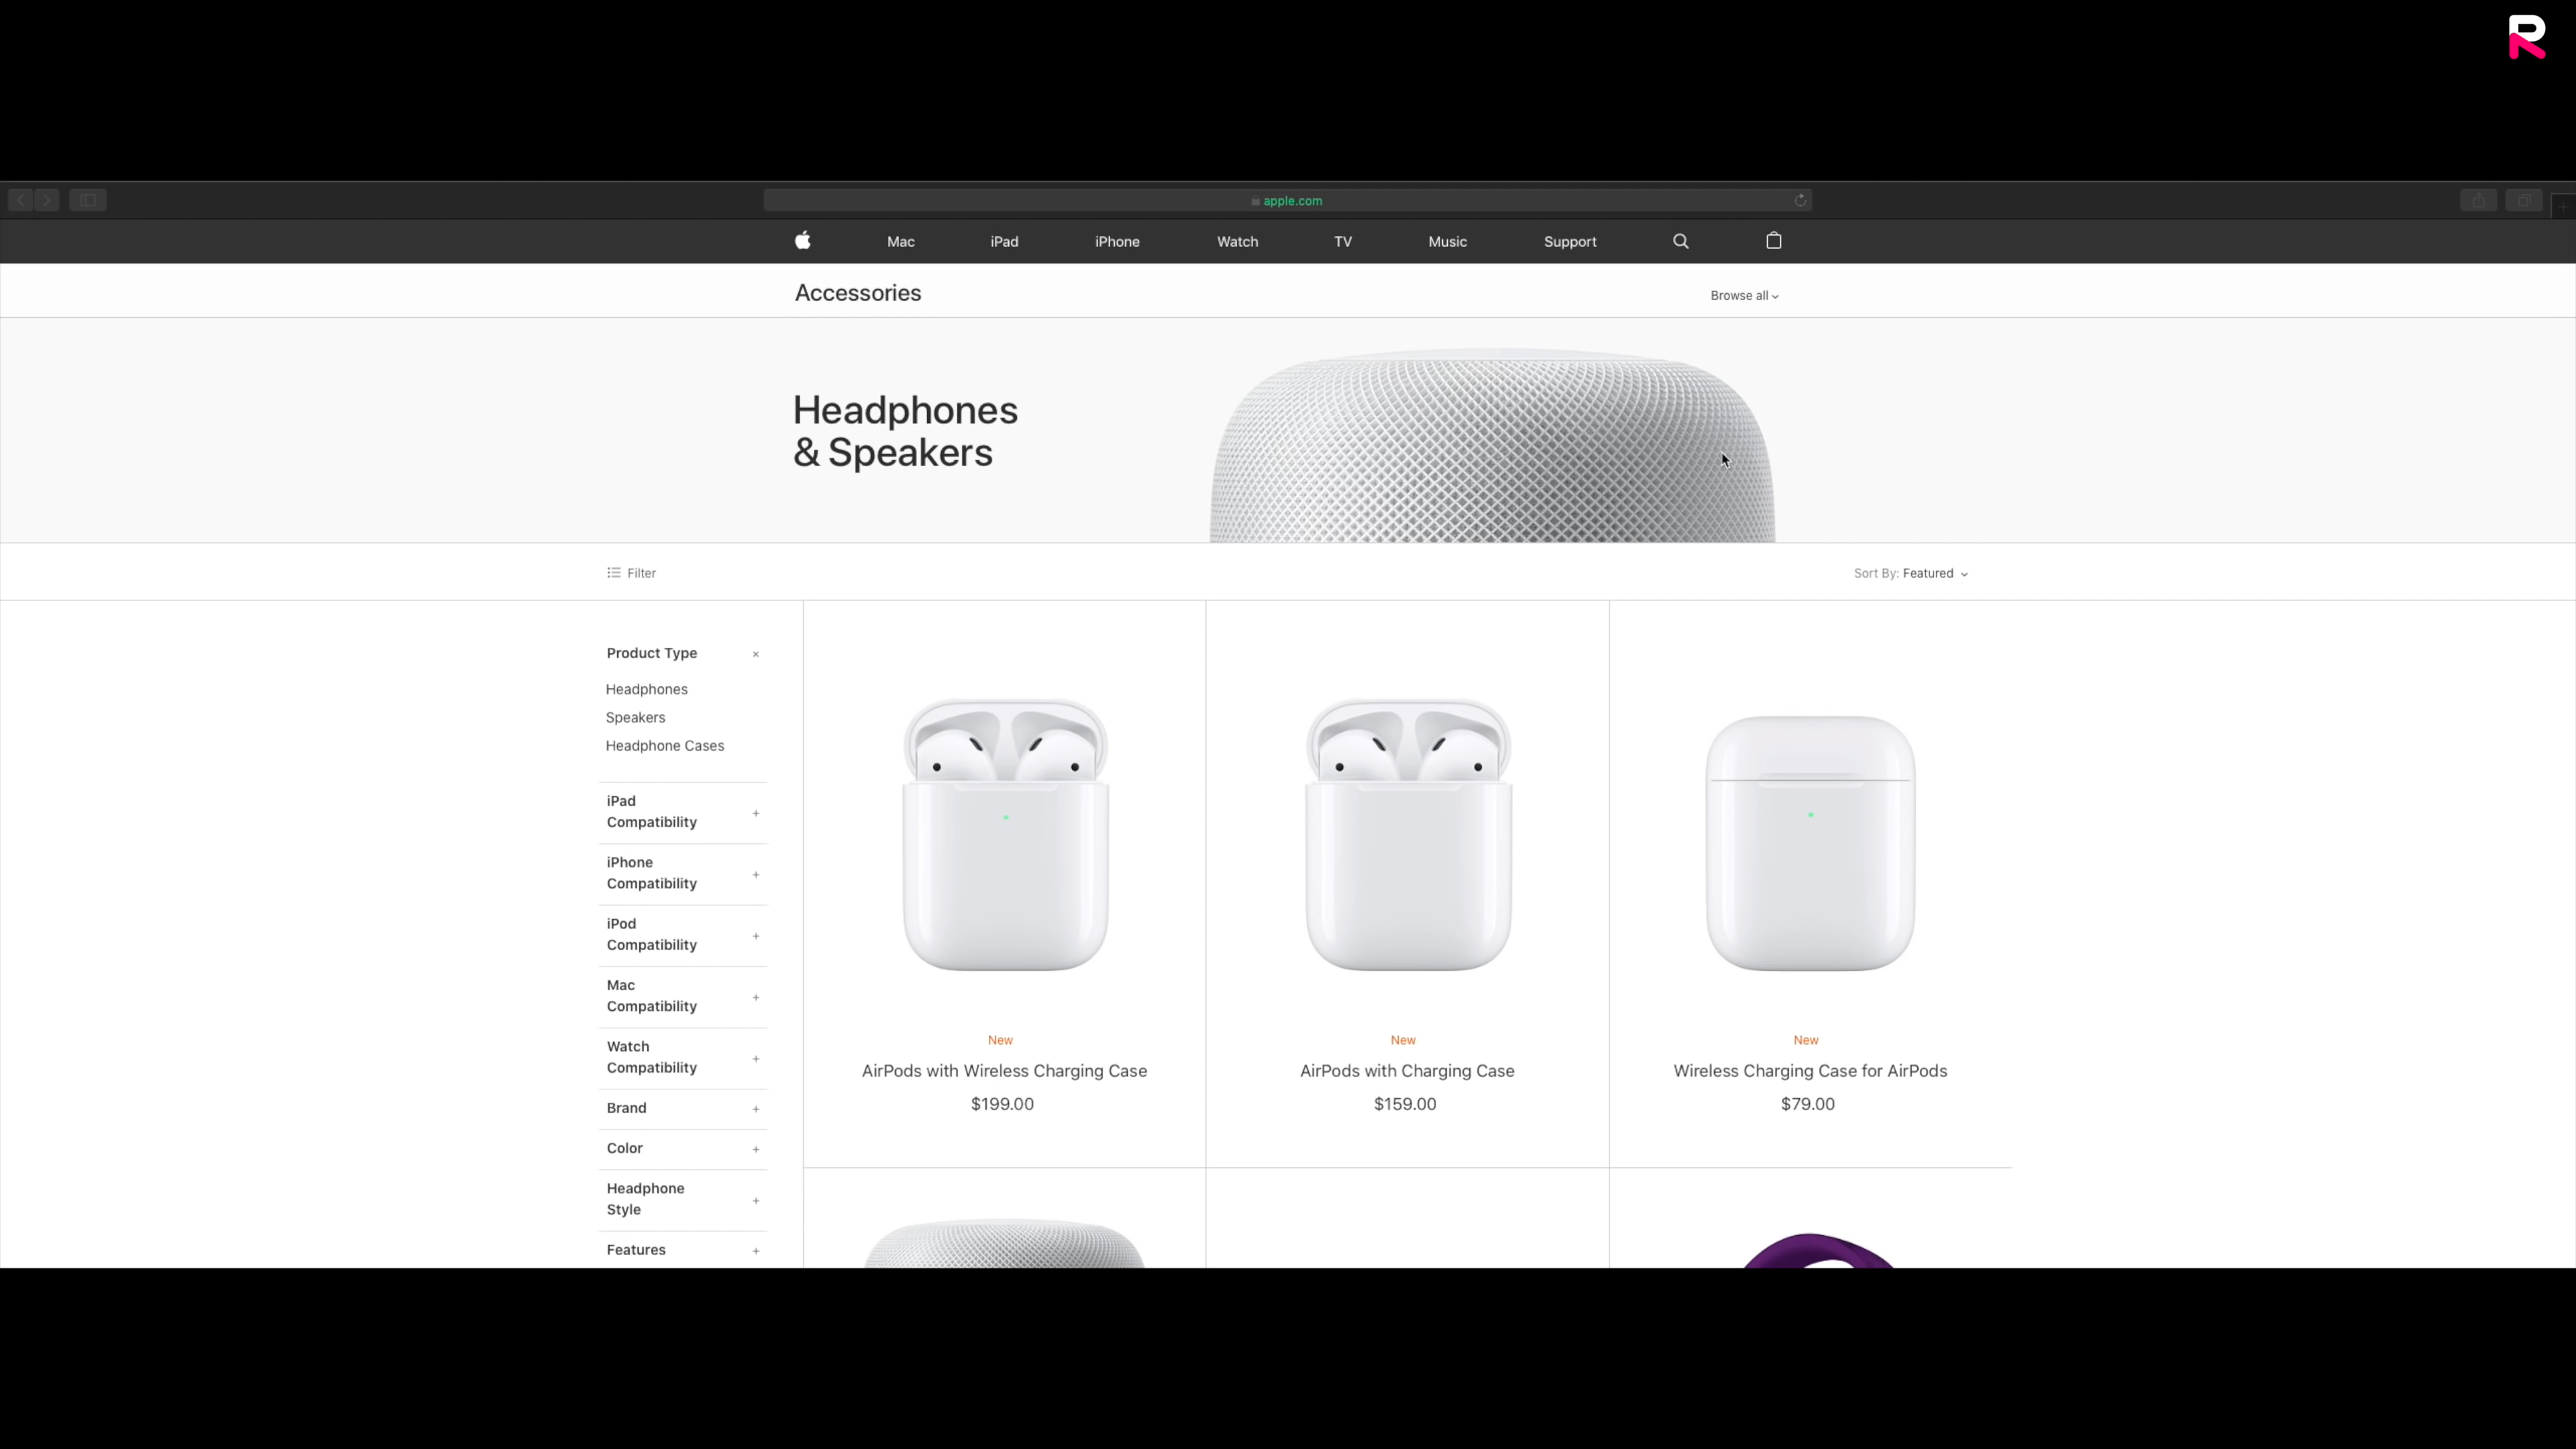 apple.com
Mac iPad iPhone Watch TV Music Support
Accessories
Browse all
Headphones
& Speakers
Filter
Sort By: Featured
Product Type
Headphones
Speakers
Headphone Cases
iPad
Compatibility
iPhone
Compatibility
iPod
Compatibility
Mac
Compatibility
Watch
Compatibility
Brand
Color
Headphone
Style
Features
New
AirPods with Wireless Charging Case
$199.00
New
AirPods with Charging Case
$159.00
New
Wireless Charging Case for AirPods
$79.00